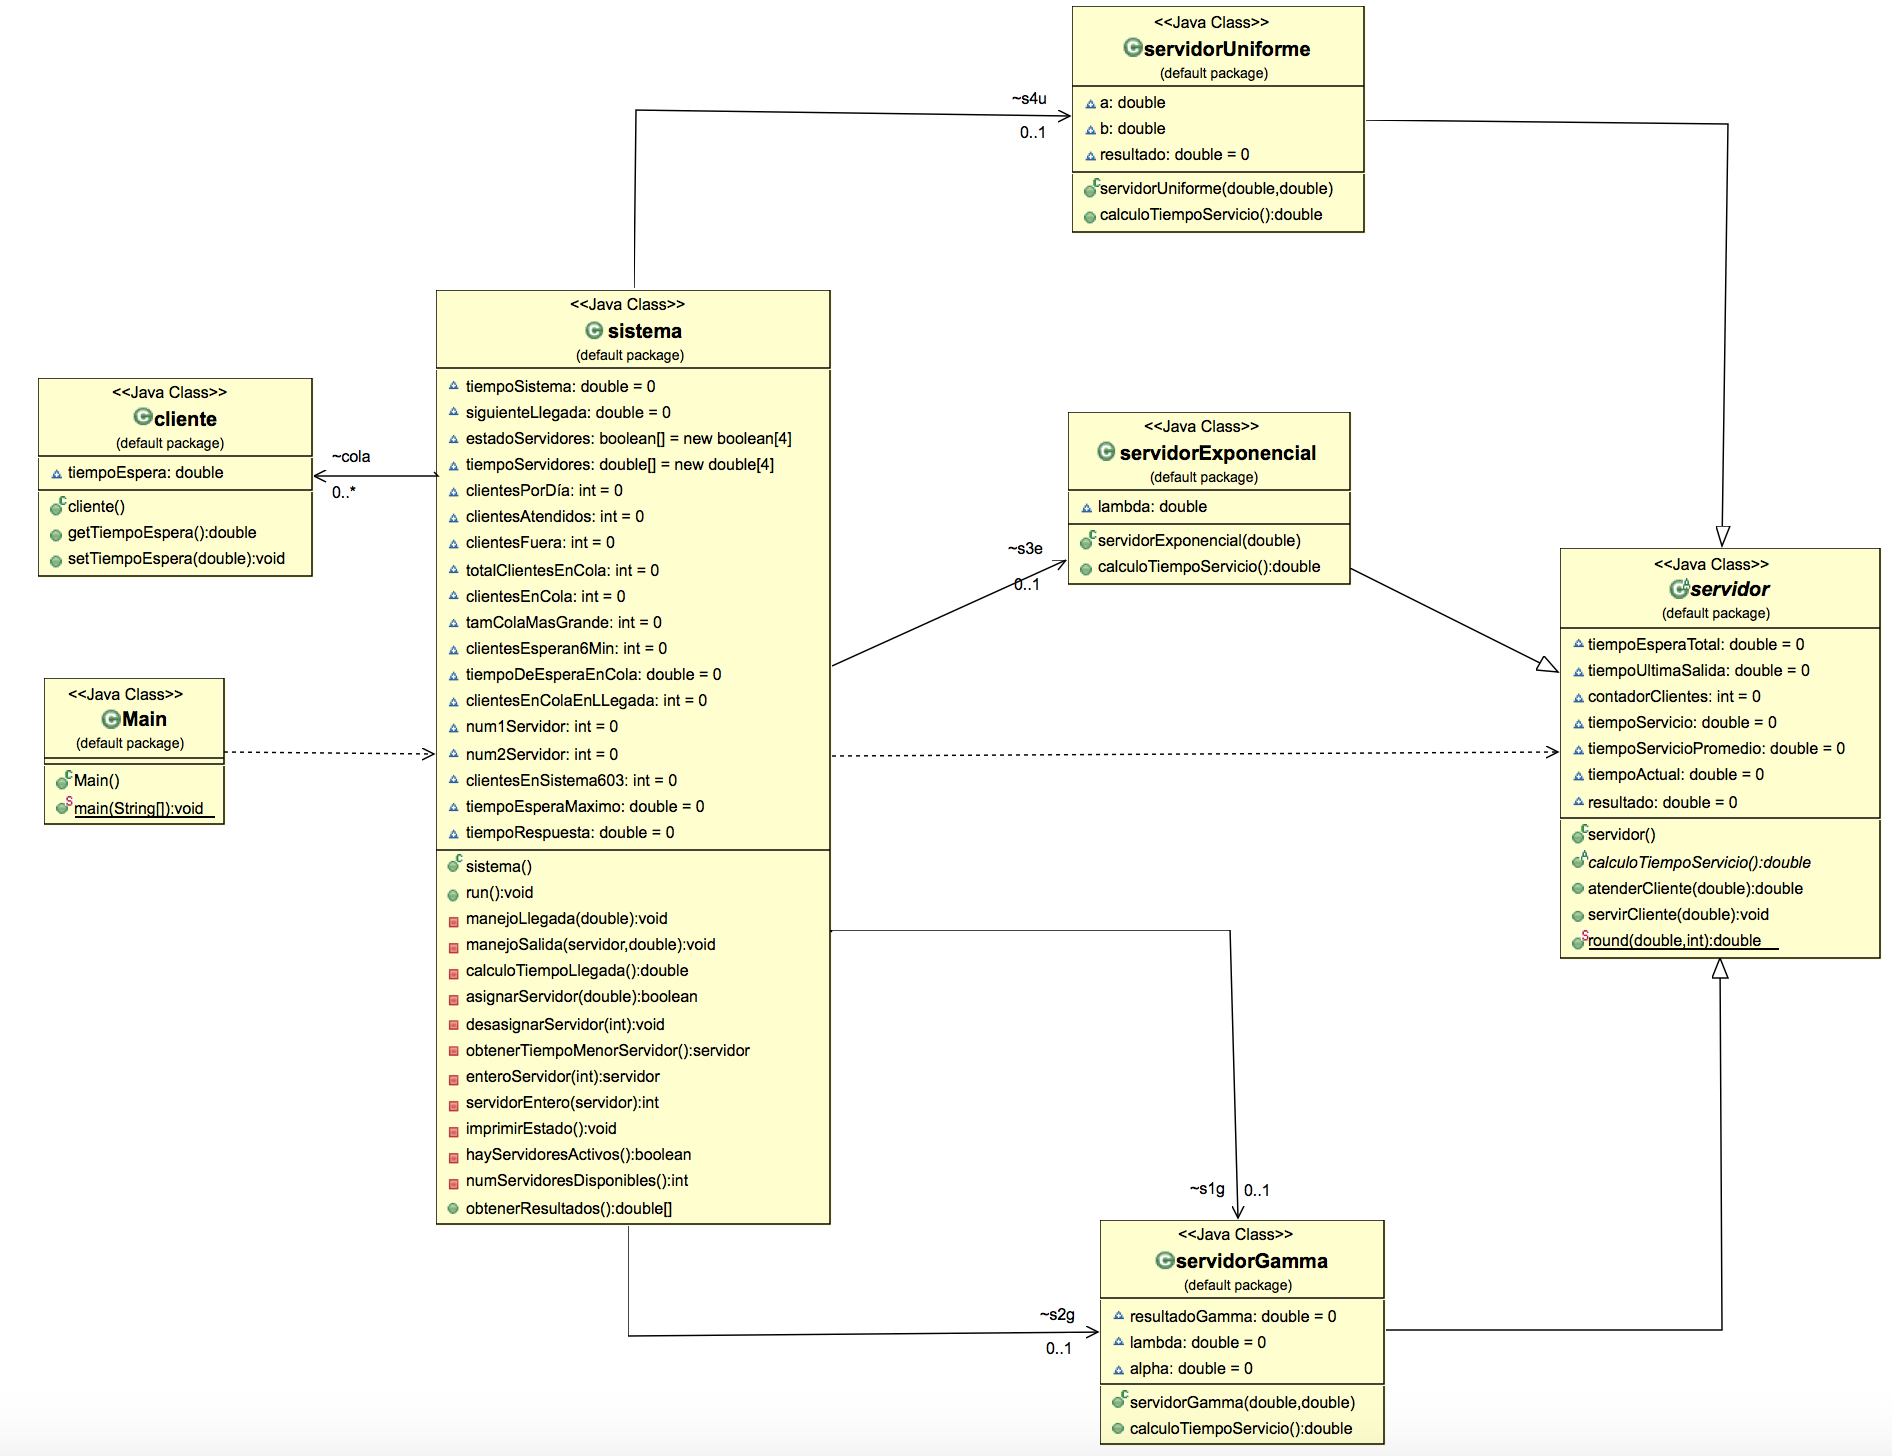 <<Java Class>>
servidorUniforme
(default package)
a: double
b: double
resultado: double = 0
servidorUniforme(double,double)
calculoTiempoServicio():double
~s4u
0..1
<<Java Class>>
sistema
(default package)
tiempoSistema: double = 0
siguienteLlegada: double = 0
estadoServidores: boolean[] = new boolean[4]
tiempoServidores: double[] = new double[4]
clientesPorDía: int = 0
clientesAtendidos: int = 0
clientesFuera: int = 0
totalClientesEnCola: int = 0
clientesEnCola: int = 0
tamColaMasGrande: int = 0
clientesEsperan6Min: int = 0
tiempoDeEsperaEnCola: double = 0
clientesEnColaEnLLegada: int = 0
num1Servidor: int = 0
num2Servidor: int = 0
clientesEnSistema603: int = 0
tiempoEsperaMaximo: double = 0
tiempoRespuesta: double = 0
sistema()
run():void
manejoLlegada(double):void
manejoSalida(servidor,double):void
calculoTiempoLlegada():double
asignarServidor(double):boolean
desasignarServidor(int):void
obtenerTiempoMenorServidor():servidor
enteroServidor(int):servidor
servidorEntero(servidor):int
imprimirEstado():void
hayServidoresActivos():boolean
numServidoresDisponibles():int
obtenerResultados():double[]
<<Java Class>>
cliente
(default package)
tiempoEspera: double
cliente()
getTiempoEspera():double
setTiempoEspera(double):void
~cola
0..*
<<Java Class>>
Main
(default package)
Main()
main(String[]):void
<<Java Class>>
servidorExponencial
(default package)
lambda: double
servidorExponencial(double)
calculoTiempoServicio():double
~s3e
0..1
<<Java Class>>
servidor
(default package)
tiempoEsperaTotal: double = 0
tiempoUltimaSalida: double = 0
contadorClientes: int = 0
tiempoServicio: double = 0
tiempoServicioPromedio: double = 0
tiempoActual: double = 0
resultado: double = 0
servidor()
calculoTiempoServicio():double
atenderCliente(double):double
servirCliente(double):void
round(double,int):double
~s1g
0..1
<<Java Class>>
servidorGamma
(default package)
resultadoGamma: double = 0
lambda: double = 0
alpha: double = 0
servidorGamma(double,double)
calculoTiempoServicio():double
~s2g
0..1